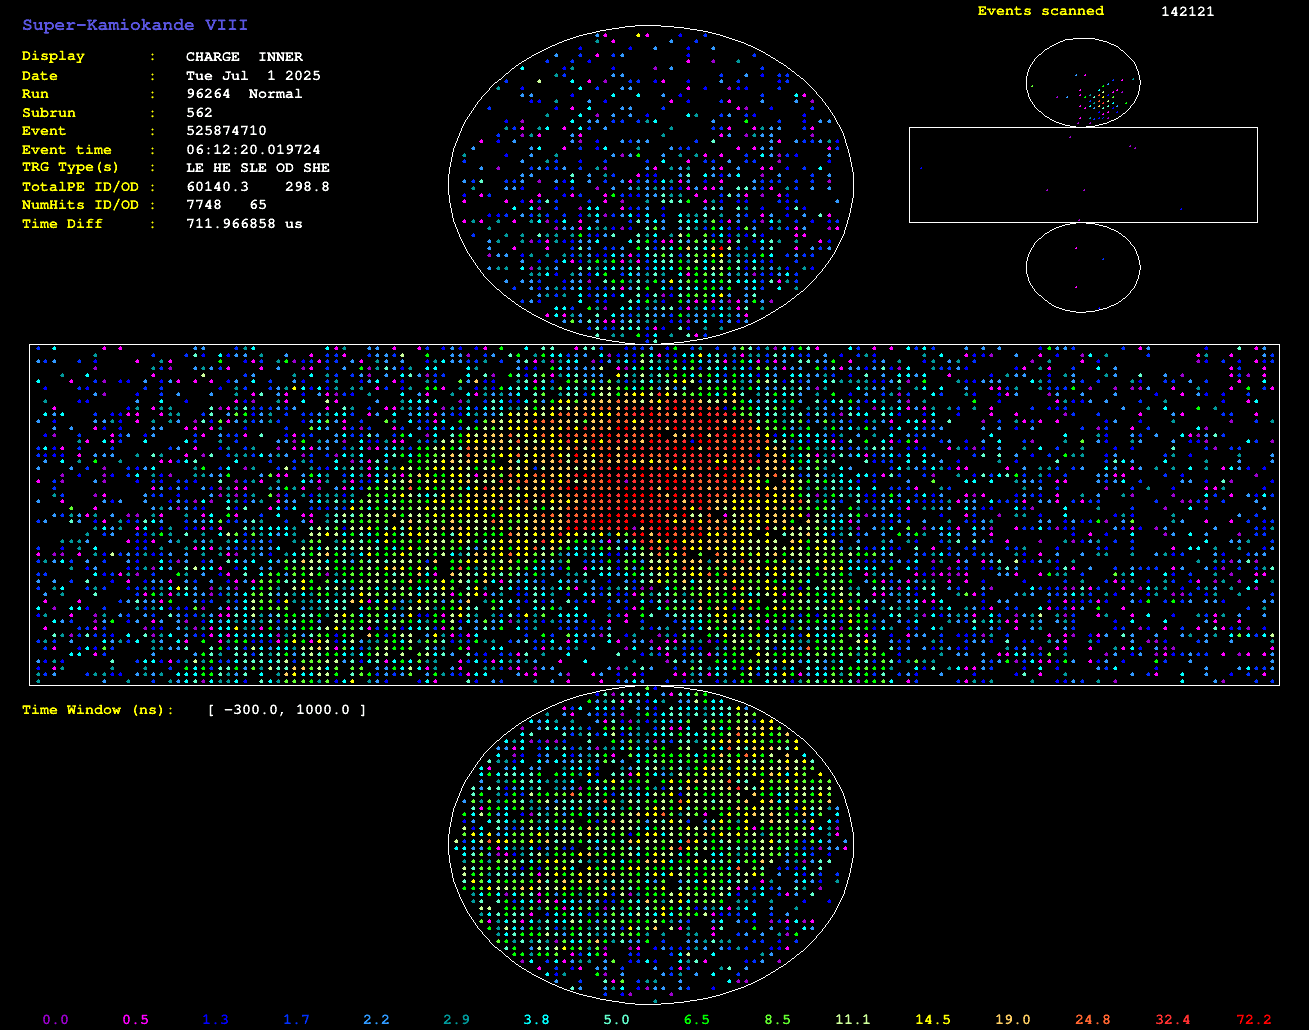 Super-Kamiokande VIII
Events scanned 142121
Display : CHARGE INNER
Date : Tue Jul 1 2025
Run : 96264 Normal
Subrun : 562
Event : 525874710
Event time : 06:12:20.019724
TRG Type(s) : LE HE SLE OD SHE
TotalPE ID/OD : 60140.3 298.8
NumHits ID/OD : 7748 65
Time Diff : 711.966858 us
Time Window (ns): [ -300.0, 1000.0 ]
0.0 0.5 1.3 1.7 2.2 2.9 3.8 5.0 6.5 8.5 11.1 14.5 19.0 24.8 32.4 72.2